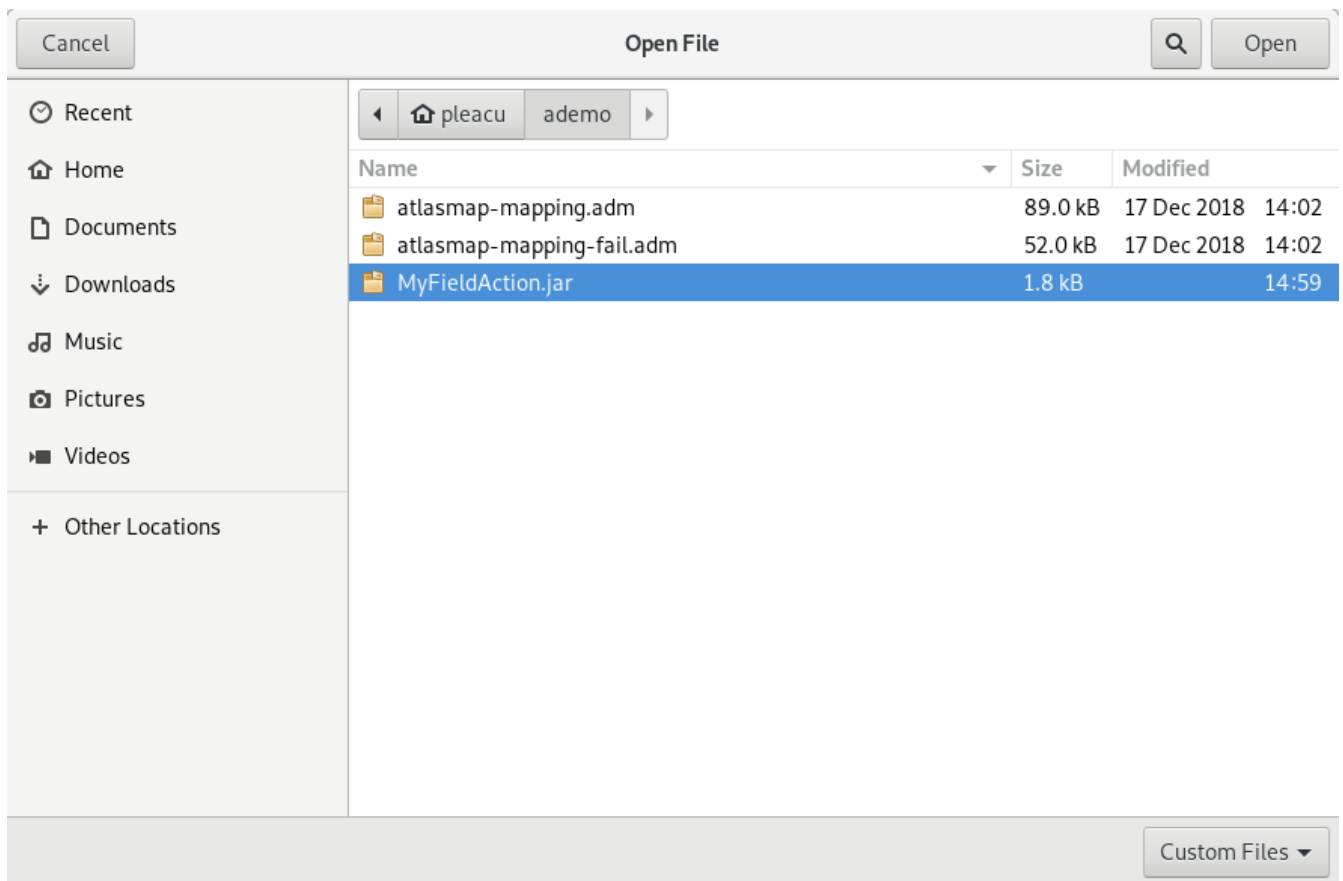 Cancel Open File Open
Recent
Home
Documents
Downloads
Music
Pictures
Videos
+ Other Locations
pleacu ademo
Name Size Modified
atlasmap-mapping.adm 89.0 kB 17 Dec 2018 14:02
atlasmap-mapping-fail.adm 52.0 kB 17 Dec 2018 14:02
MyFieldAction.jar 1.8 kB 14:59
Custom Files